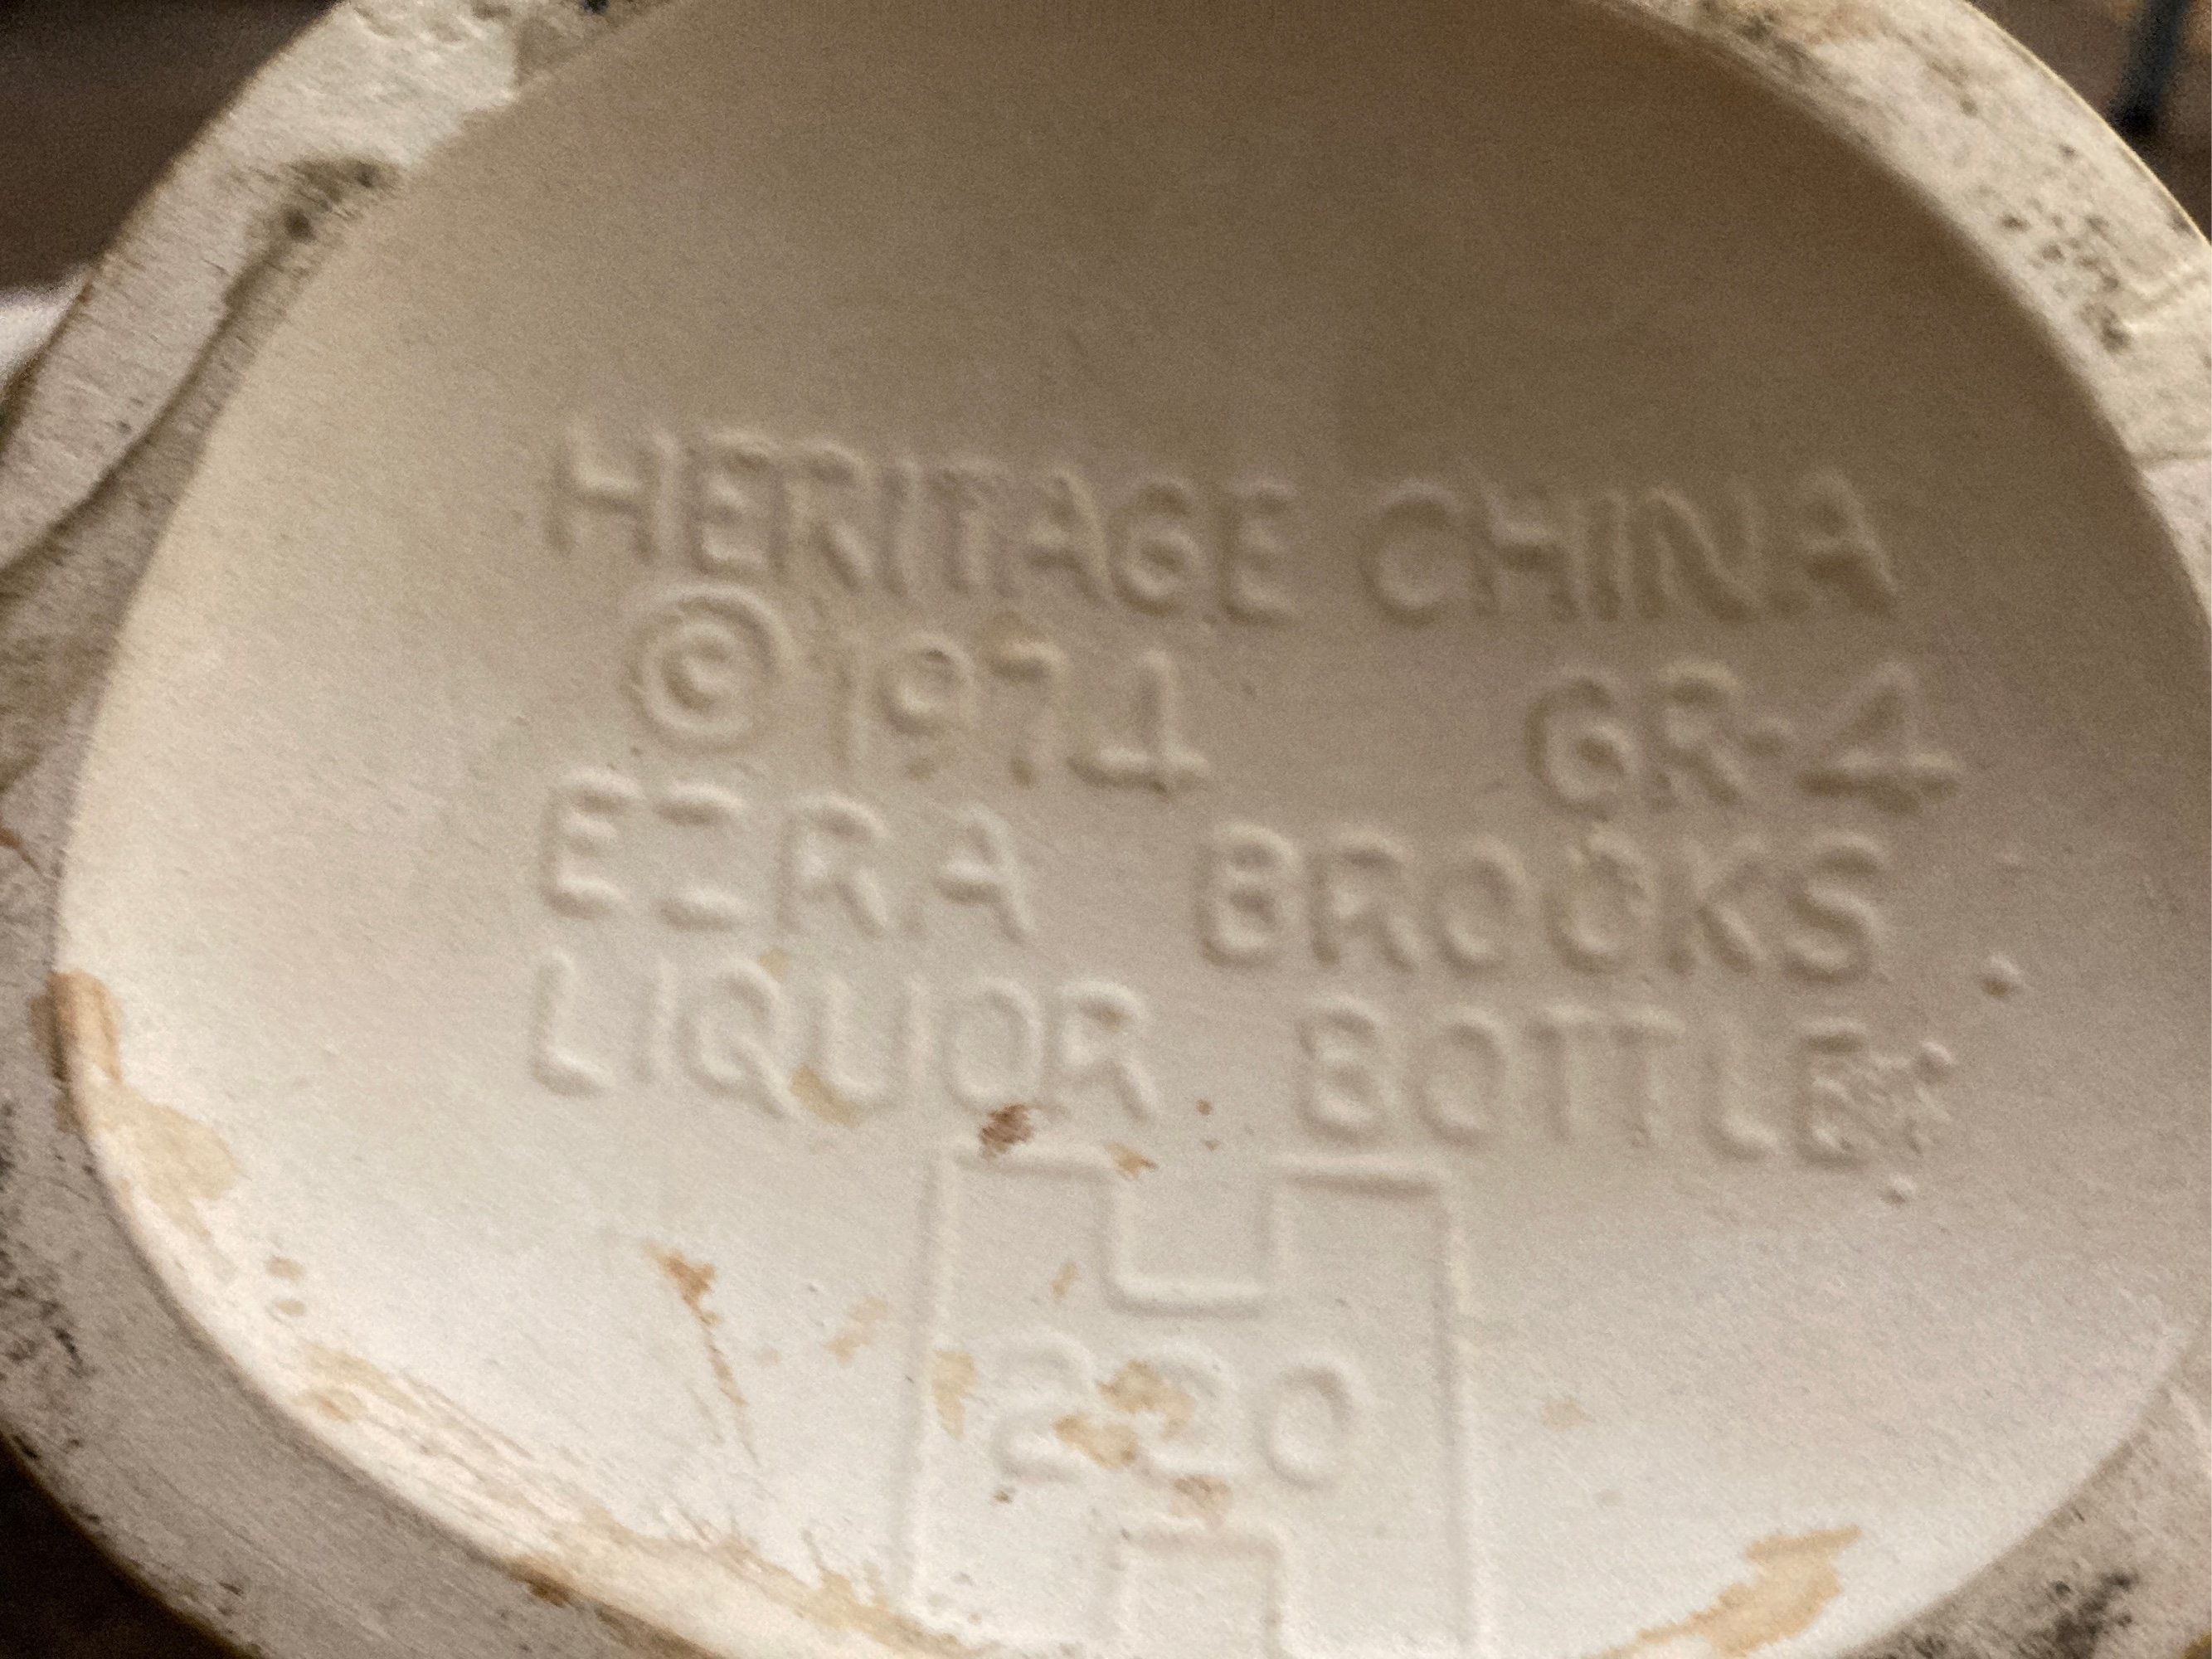 HERITAGE CHINA
©1974 GR-4
EZRA BROOKS
LIQUOR BOTTLE
220